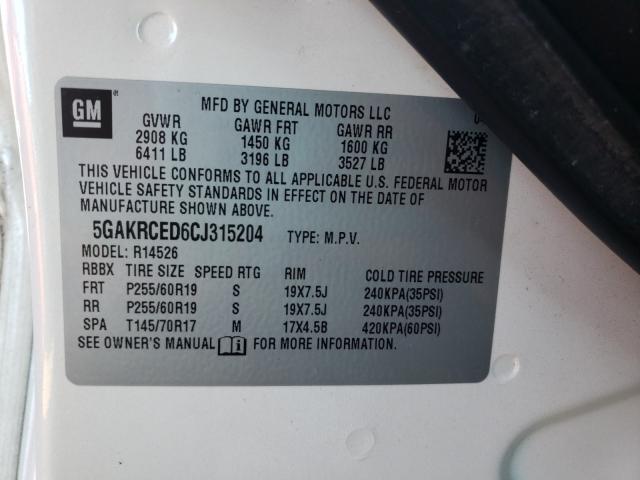 GM
MFD BY GENERAL MOTORS LLC
GVWR GAWR FRT GAWR RR
2908 KG 1450 KG 1600 KG
6411 LB 3196 LB 3527 LB
THIS VEHICLE CONFORMS TO ALL APPLICABLE U.S. FEDERAL MOTOR
VEHICLE SAFETY STANDARDS IN EFFECT ON THE DATE OF
MANUFACTURE SHOWN ABOVE.
5GAKRCED6CJ315204 TYPE: M.P.V.
MODEL: R14526
RBBX TIRE SIZE SPEED RTG RIM COLD TIRE PRESSURE
FRT P255/60R19 S 19X7.5J 240KPA(35PSI)
RR P255/60R19 S 19X7.5J 240KPA(35PSI)
SPA T145/70R17 M 17X4.5B 420KPA(60PSI)
SEE OWNER'S MANUAL FOR MORE INFORMATION.